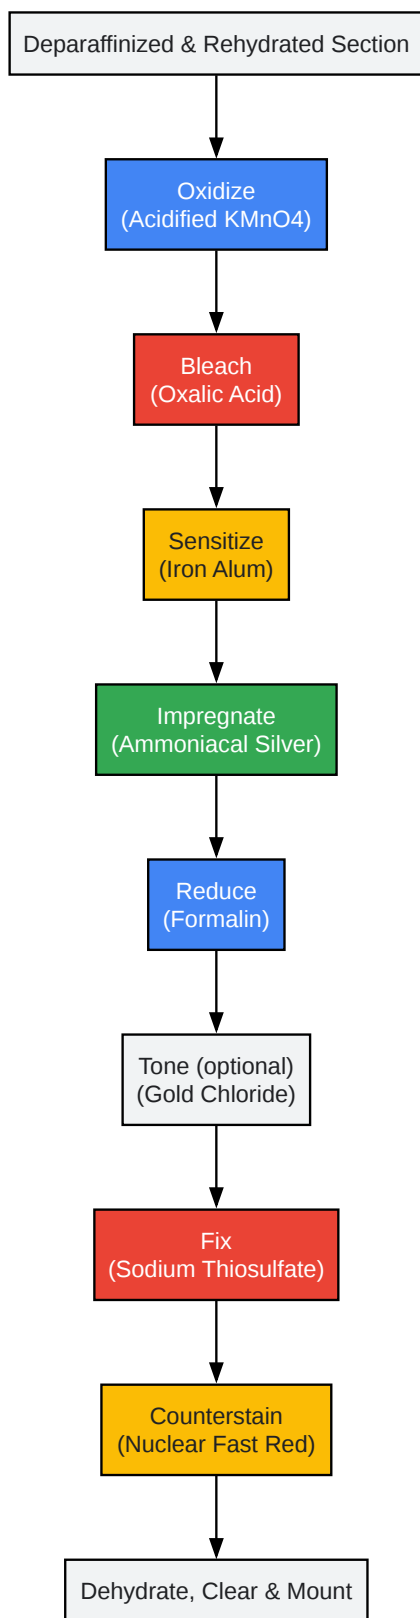 Deparaffinized & Rehydrated Section
Oxidize
(Acidified KMnO4)
Bleach
(Oxalic Acid)
Sensitize
(Iron Alum)
Impregnate
(Ammoniacal Silver)
Reduce
(Formalin)
Tone (optional)
(Gold Chloride)
Fix
(Sodium Thiosulfate)
Counterstain
(Nuclear Fast Red)
Dehydrate, Clear & Mount